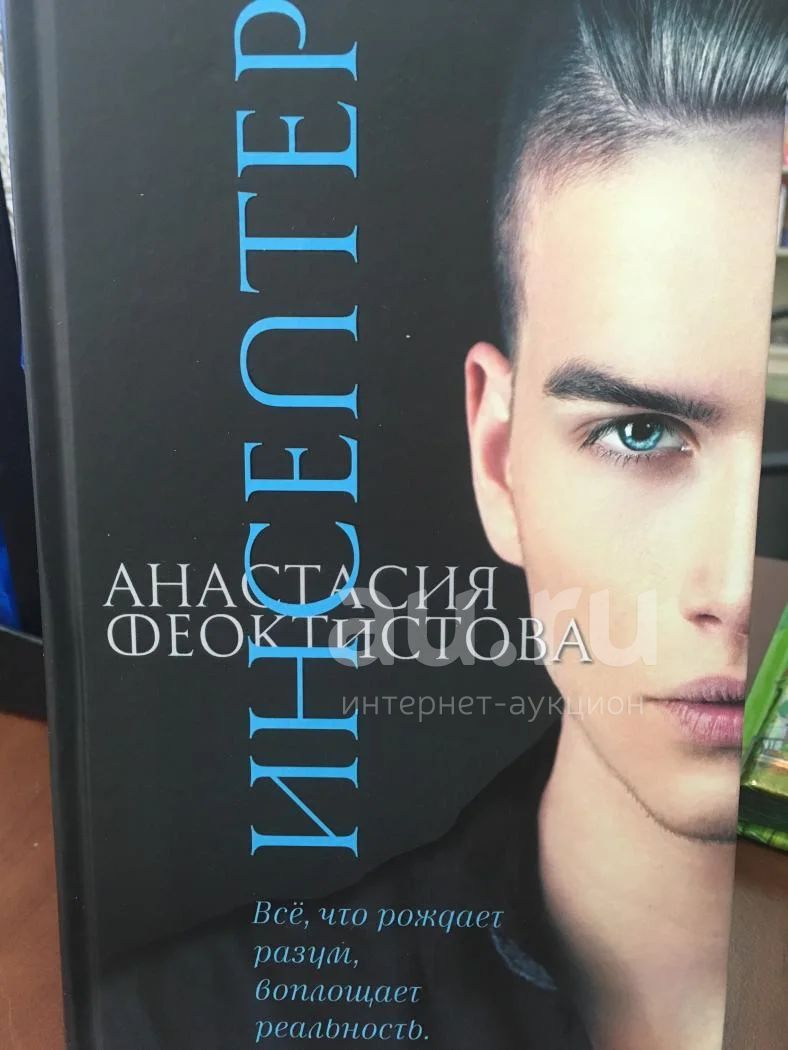 ИНСЕПТЕР
АНАСТАСИЯ
ФЕОКТИСТОВА
au.ru
интернет-аукцион
Всё, что рождает
разум,
воплощает
реальность.